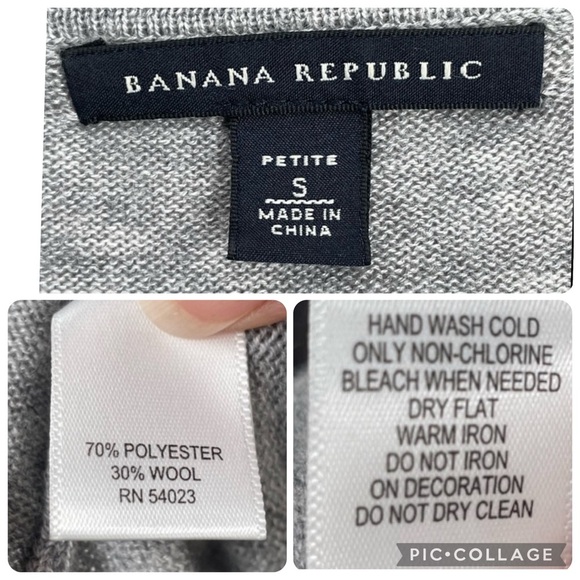 BANANA REPUBLIC
PETITE
S
MADE IN
CHINA
70% POLYESTER
30% WOOL
RN 54023
HAND WASH COLD
ONLY NON-CHLORINE
BLEACH WHEN NEEDED
DRY FLAT
WARM IRON
DO NOT IRON
ON DECORATION
DO NOT DRY CLEAN
PIC•COLLAGE